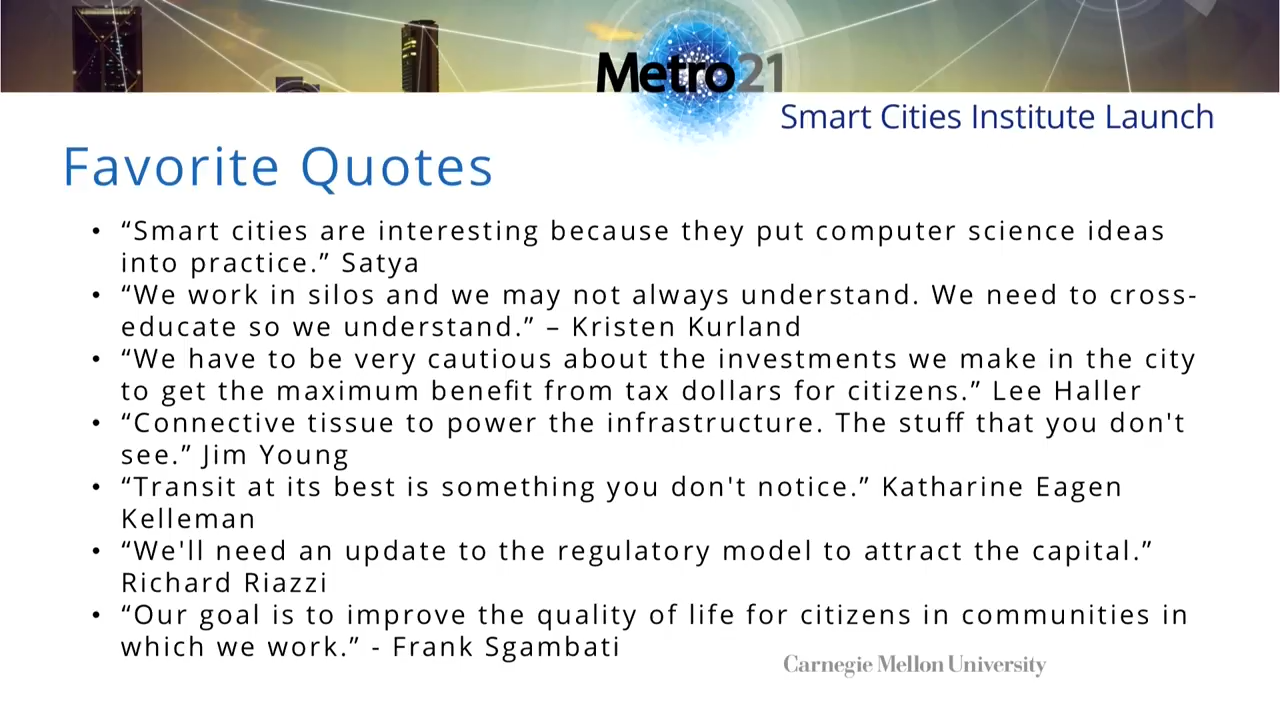 Metro21
Smart Cities Institute Launch
Favorite Quotes
• “Smart cities are interesting because they put computer science ideas
into practice.” Satya
• “We work in silos and we may not always understand. We need to cross-
educate so we understand.” – Kristen Kurland
• “We have to be very cautious about the investments we make in the city
to get the maximum benefit from tax dollars for citizens.” Lee Haller
• “Connective tissue to power the infrastructure. The stuff that you don't
see.” Jim Young
• “Transit at its best is something you don't notice.” Katharine Eagen
Kelleman
• “We'll need an update to the regulatory model to attract the capital.”
Richard Riazzi
• “Our goal is to improve the quality of life for citizens in communities in
which we work.” - Frank Sgambati
Carnegie Mellon University